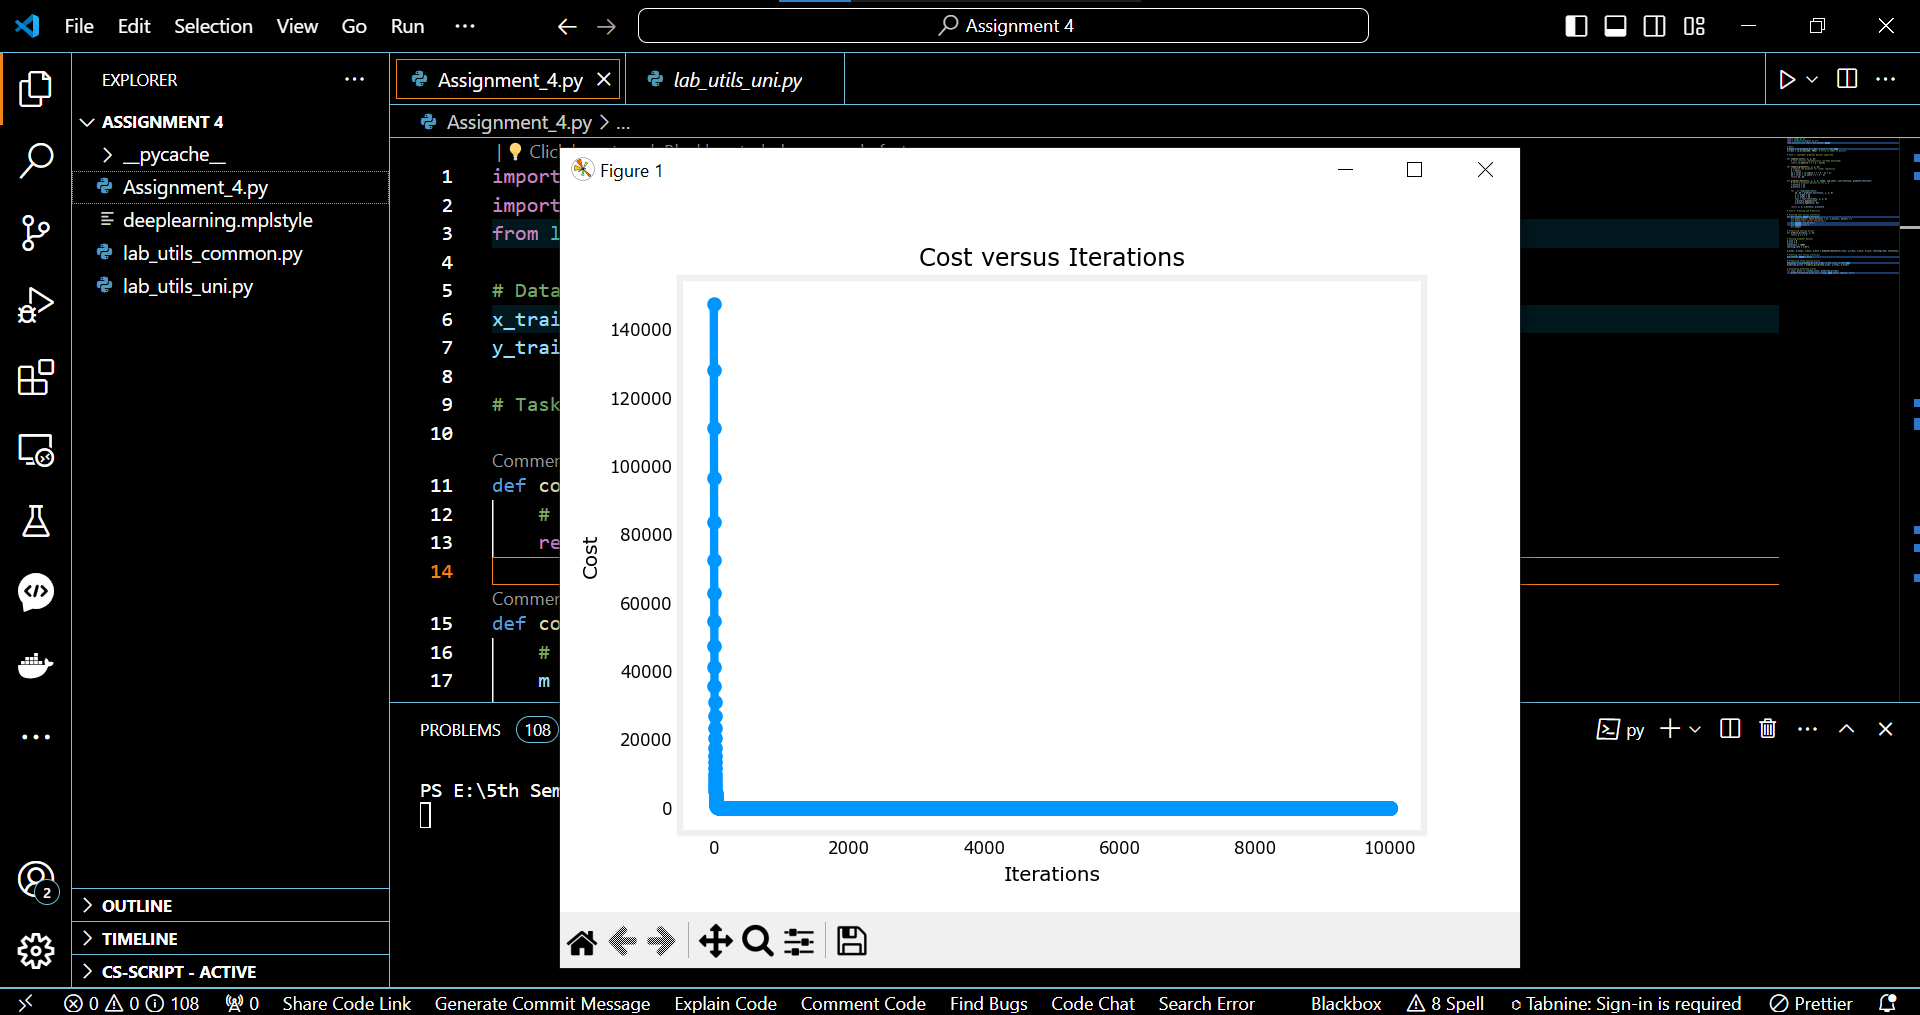 File Edit Selection View Go Run
Assignment 4
EXPLORER
ASSIGNMENT 4
__pycache__
Assignment_4.py
deeplearning.mplstyle
lab_utils_common.py
lab_utils_uni.py
OUTLINE
TIMELINE
CS-SCRIPT - ACTIVE
Assignment_4.py
lab_utils_uni.py
Assignment_4.py > ...
1 import
2 import
3 from l
4
5 # Data
6 x_trai
7 y_trai
8
9 # Task
10
Commen
11 def co
12 #
13 re
14
Commen
15 def co
16 #
17 m
PROBLEMS 108
py
PS E:\5th Sem
Figure 1
Cost versus Iterations
Cost
140000
120000
100000
80000
60000
40000
20000
0
0 2000 4000 6000 8000 10000
Iterations
2
0 0 108 0 Share Code Link Generate Commit Message Explain Code Comment Code Find Bugs Code Chat Search Error Blackbox 8 Spell Tabnine: Sign-in is required Prettier